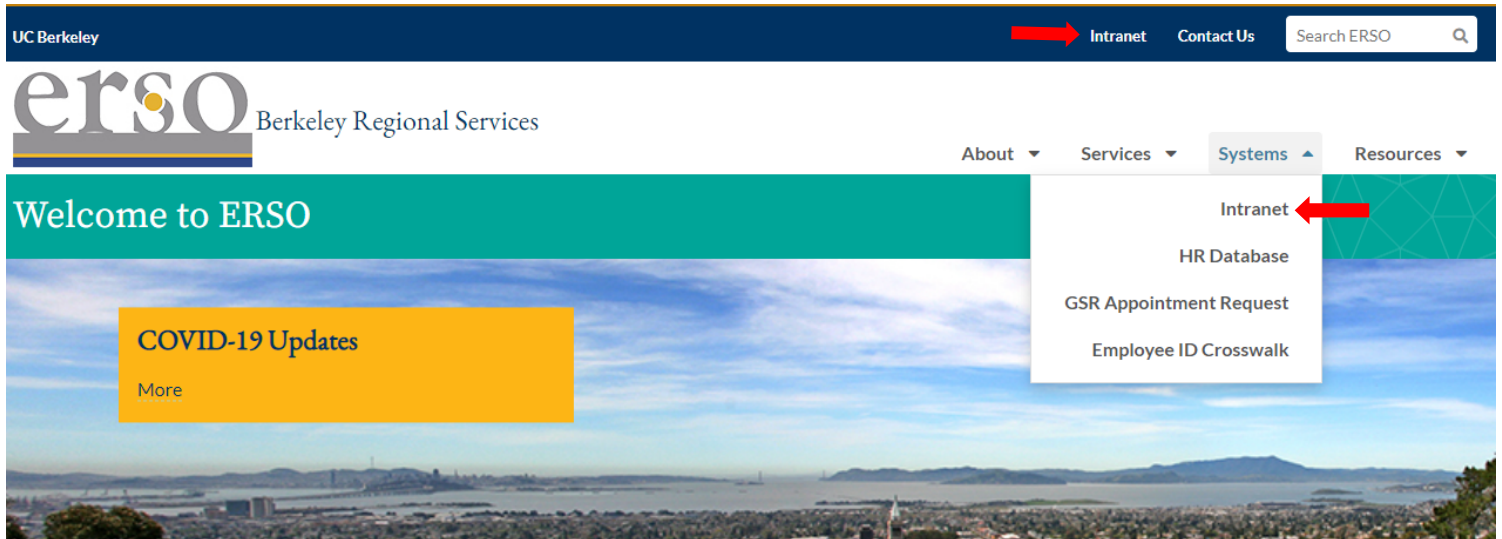 UC Berkeley
Intranet Contact Us Search ERSO
erso Berkeley Regional Services
About Services Systems Resources
Welcome to ERSO
Intranet
HR Database
GSR Appointment Request
Employee ID Crosswalk
COVID-19 Updates
More